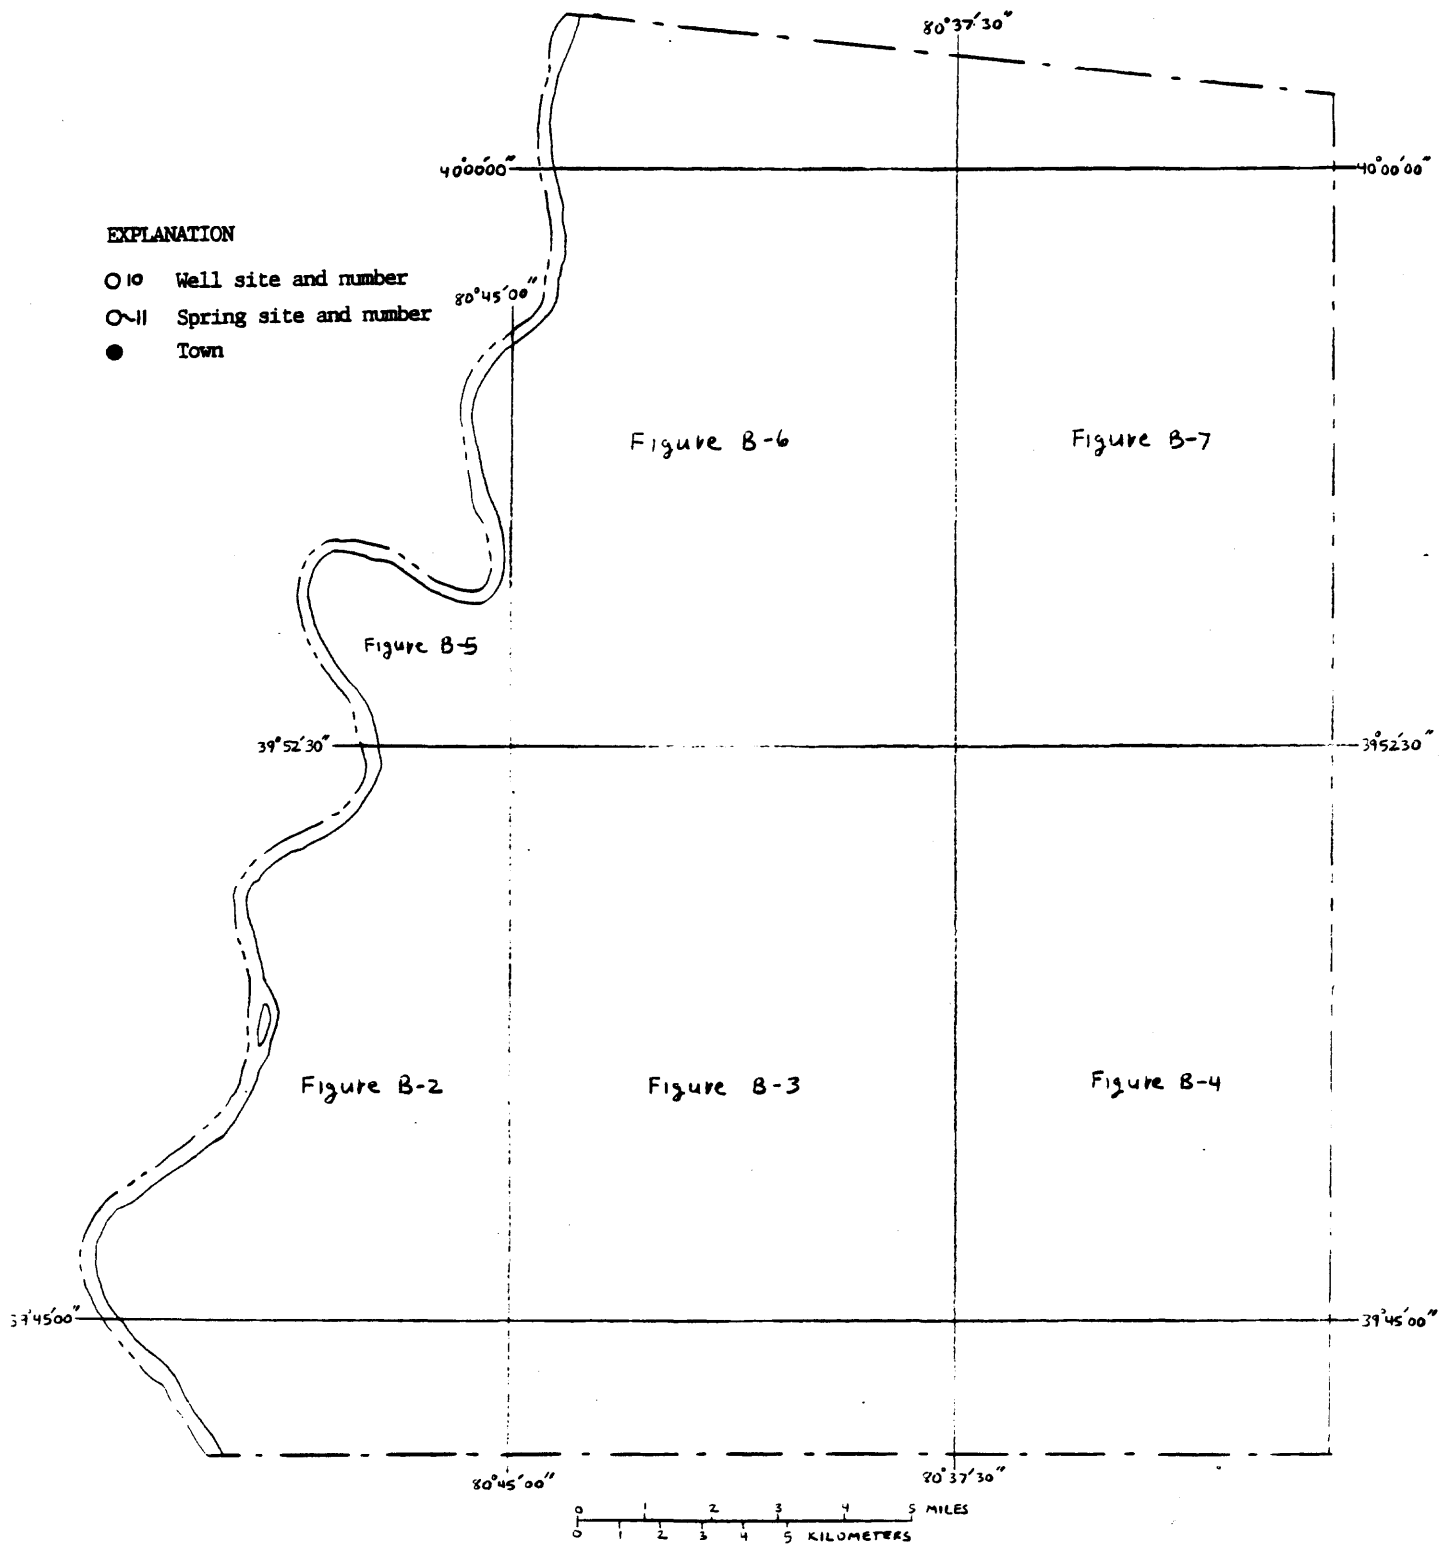 80°37'30"
40°00'00"
40°00'00"
EXPLANATION
O 10 Well site and number
O~11 Spring site and number
● Town
80°45'00"
Figure B-6
Figure B-7
Figure B-5
39°52'30"
39°52'30"
Figure B-2
Figure B-3
Figure B-4
39°45'00"
39°45'00"
80°45'00"
80°37'30"
0 1 2 3 4 5 MILES
0 1 2 3 4 5 KILOMETERS